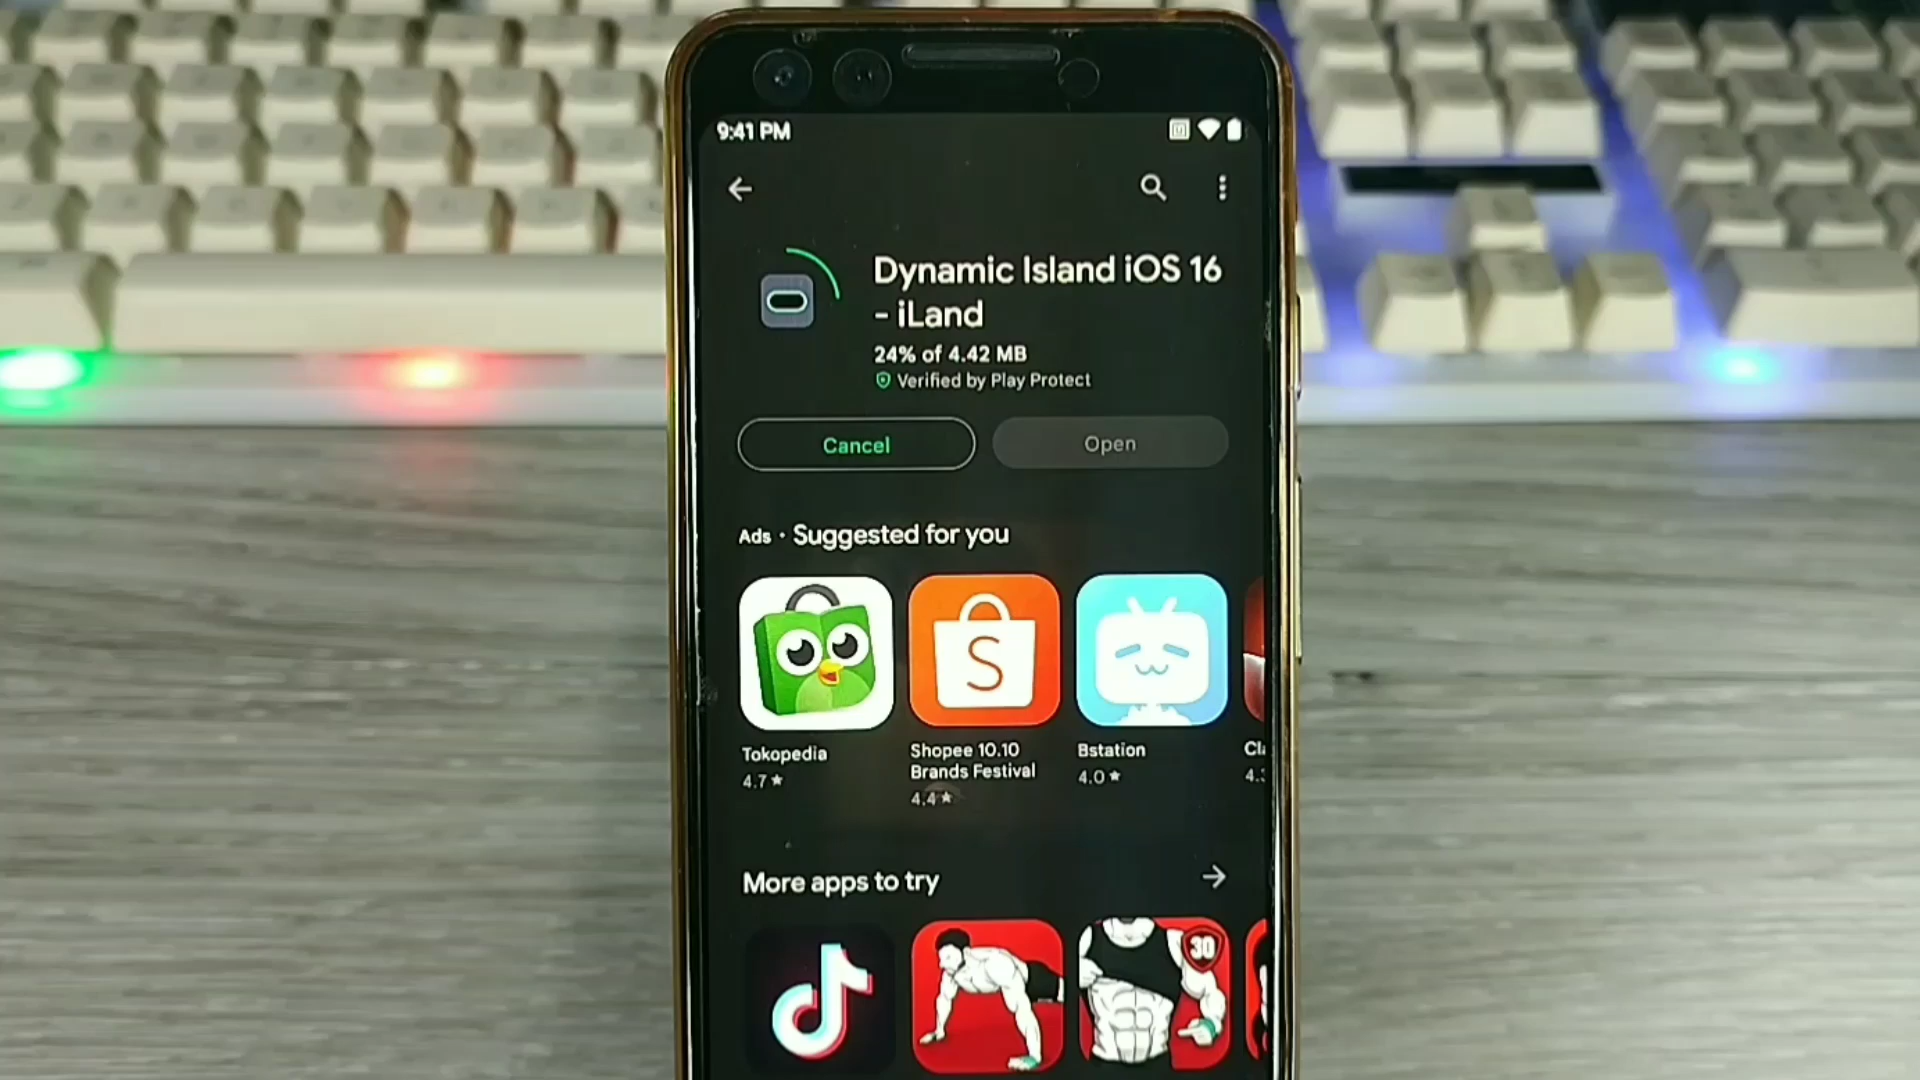 9:41 PM
Dynamic Island iOS 16
- iLand
24% of 4.42 MB
Verified by Play Protect
Cancel
Open
Ads · Suggested for you
S
Tokopedia
4.7★
Shopee 10.10
Brands Festival
4.4★
Bstation
4.0★
4.
More apps to try
30